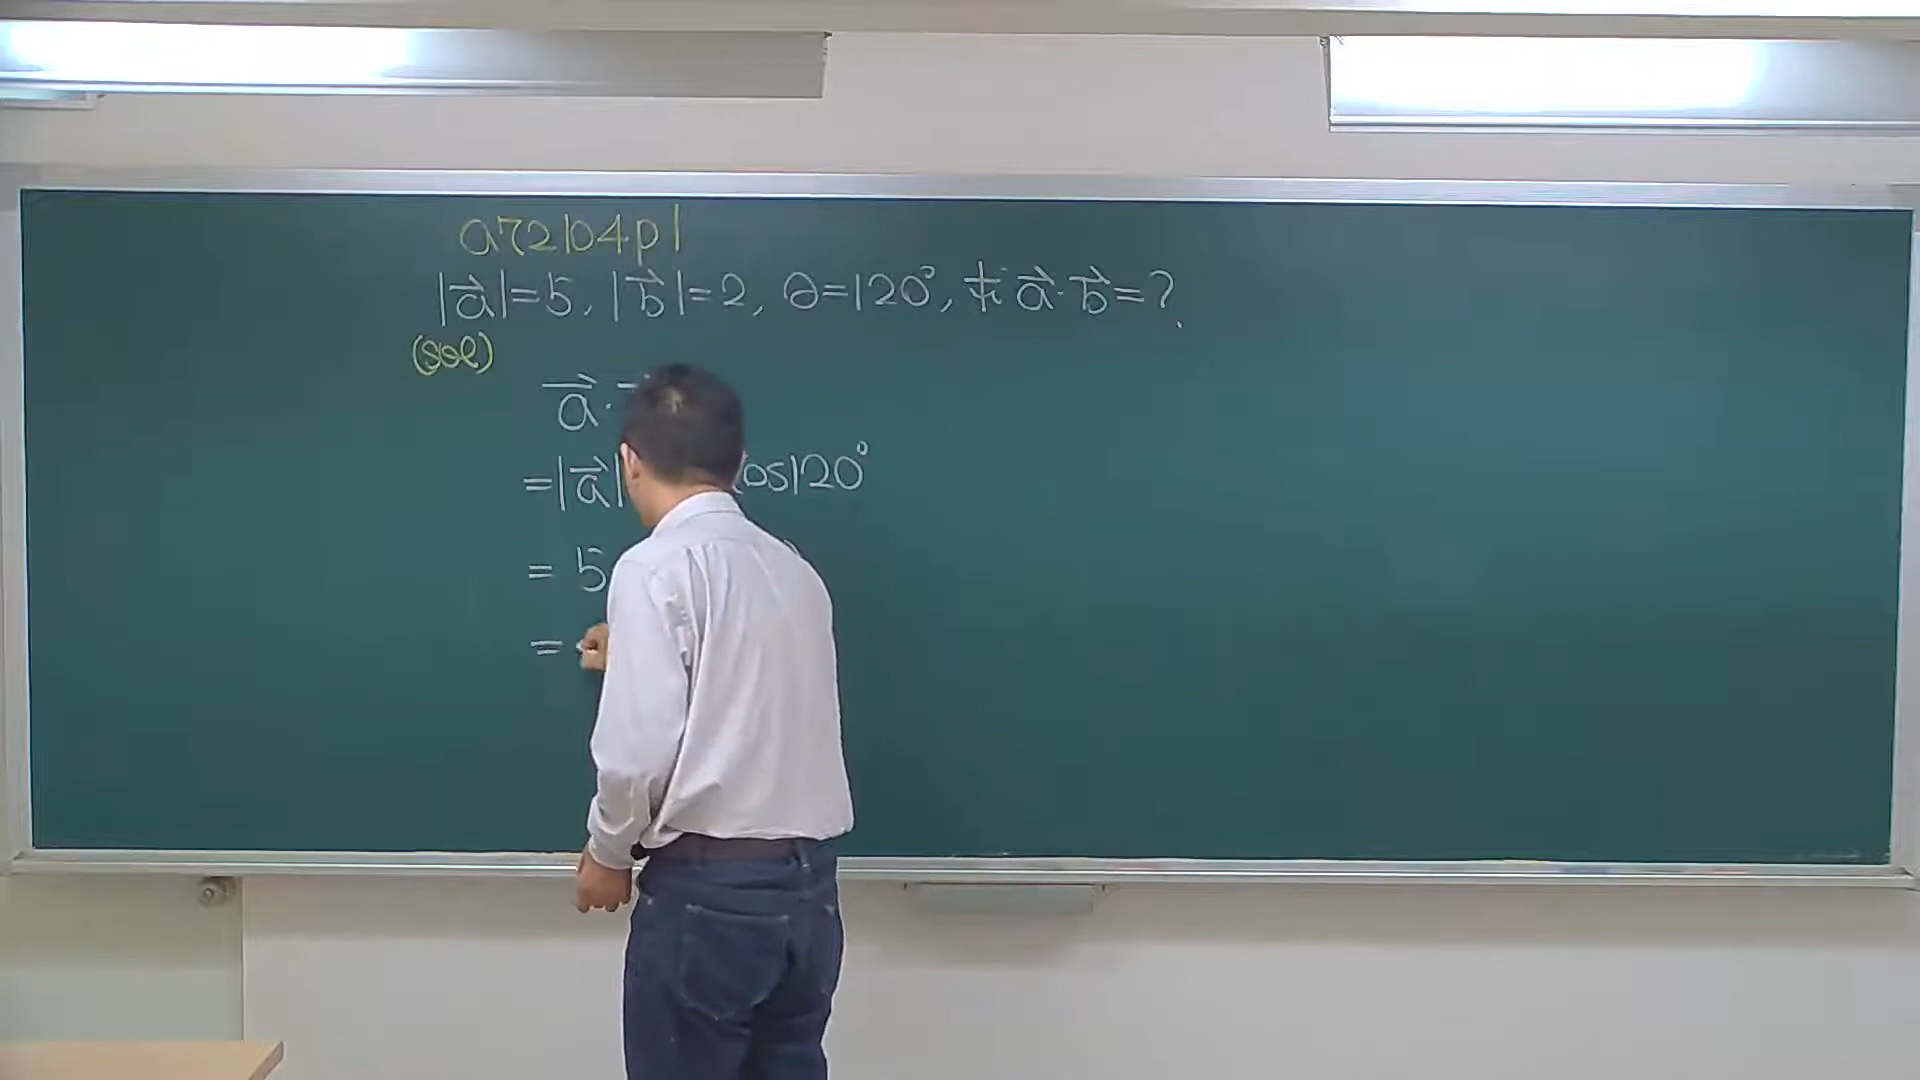 a72104p1
|a⃗|=5, |b⃗|=2, θ=120°, 求 a⃗·b⃗=?
(sol)
a⃗·
=|a⃗| cos120°
= 5
=